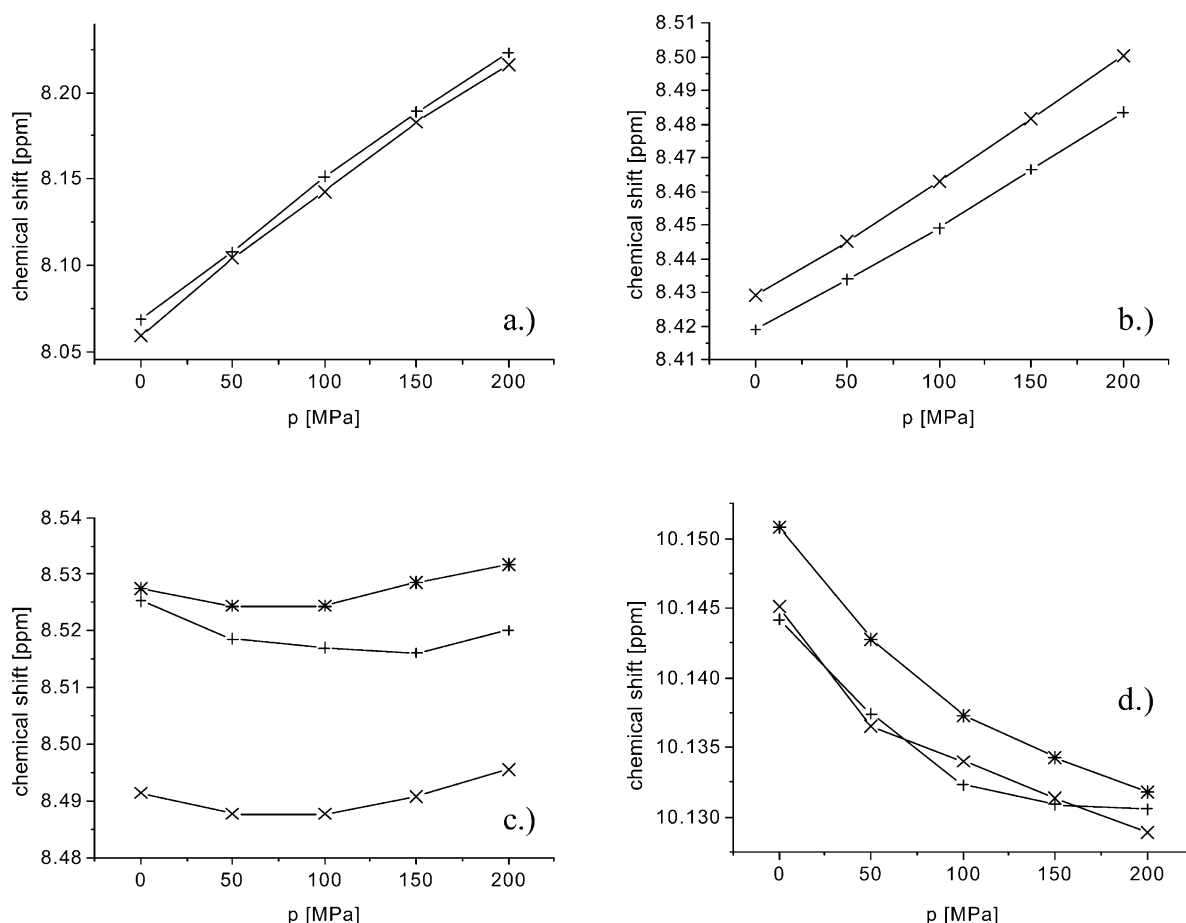 chemical shift [ppm]
8.20
8.15
8.10
8.05
0 50 100 150 200
p [MPa]
a.)
chemical shift [ppm]
8.51
8.50
8.49
8.48
8.47
8.46
8.45
8.44
8.43
8.42
8.41
0 50 100 150 200
p [MPa]
b.)
chemical shift [ppm]
8.54
8.53
8.52
8.51
8.50
8.49
8.48
0 50 100 150 200
p [MPa]
c.)
chemical shift [ppm]
10.150
10.145
10.140
10.135
10.130
0 50 100 150 200
p [MPa]
d.)